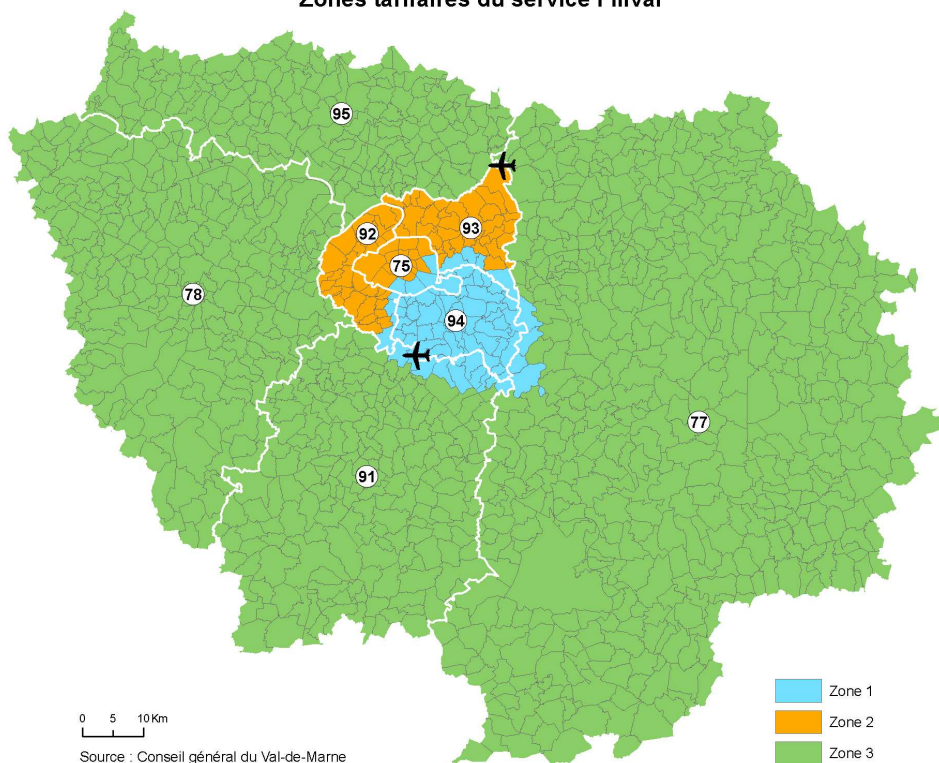 Zones tarifaires du service Filival
95
92
93
75
78
94
77
91
Zone 1
Zone 2
0 5 10 Km
Zone 3
Source : Conseil général du Val-de-Marne